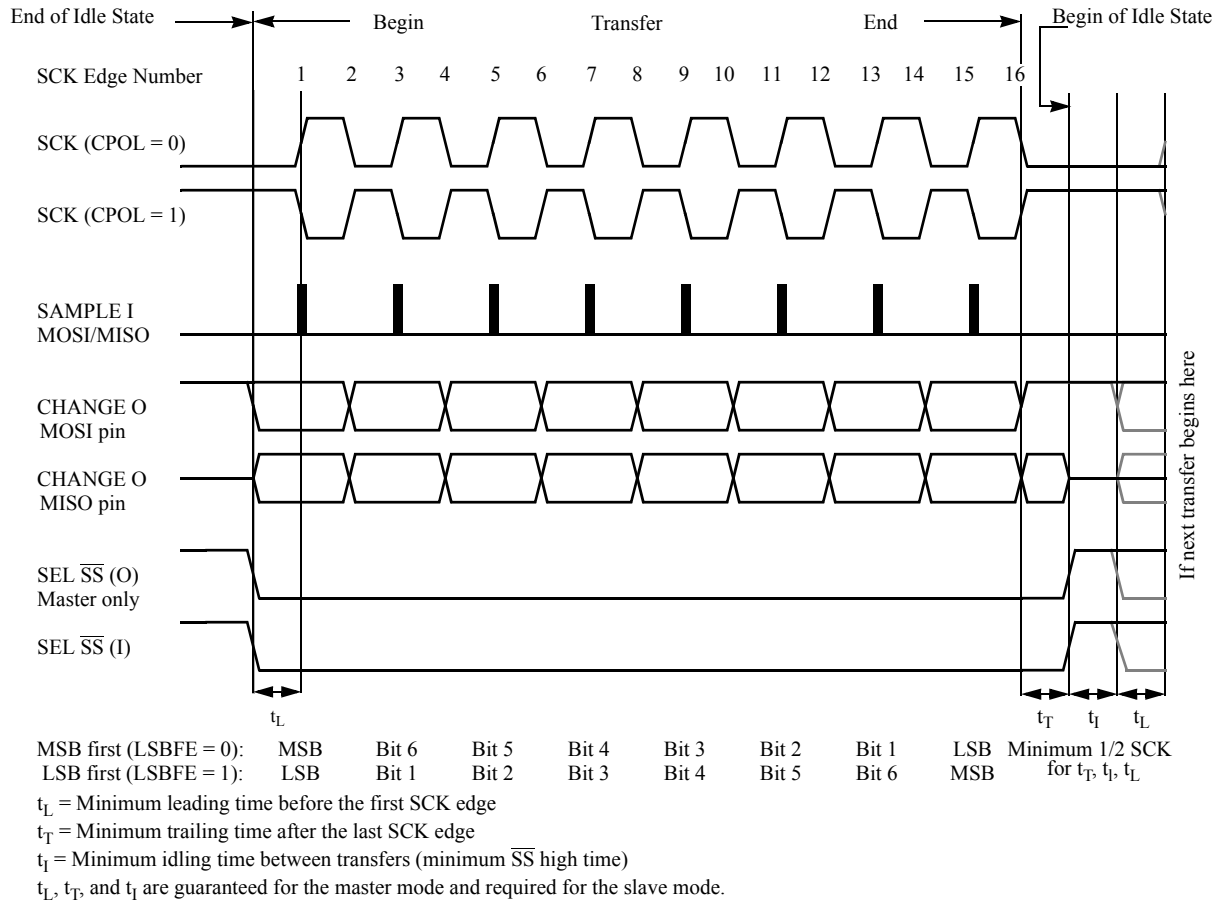 End of Idle State
Begin
Transfer
End
Begin of Idle State
SCK Edge Number
1 2 3 4 5 6 7 8 9 10 11 12 13 14 15 16
SCK (CPOL = 0)
SCK (CPOL = 1)
SAMPLE I
MOSI/MISO
CHANGE O
MOSI pin
CHANGE O
MISO pin
SEL S̅S̅ (O)
Master only
SEL S̅S̅ (I)
If next transfer begins here
tL
tT
tI
tL
MSB first (LSBFE = 0): MSB Bit 6 Bit 5 Bit 4 Bit 3 Bit 2 Bit 1 LSB
LSB first (LSBFE = 1): LSB Bit 1 Bit 2 Bit 3 Bit 4 Bit 5 Bit 6 MSB
Minimum 1/2 SCK
for tT, tI, tL
tL = Minimum leading time before the first SCK edge
tT = Minimum trailing time after the last SCK edge
tI = Minimum idling time between transfers (minimum S̅S̅ high time)
tL, tT, and tI are guaranteed for the master mode and required for the slave mode.